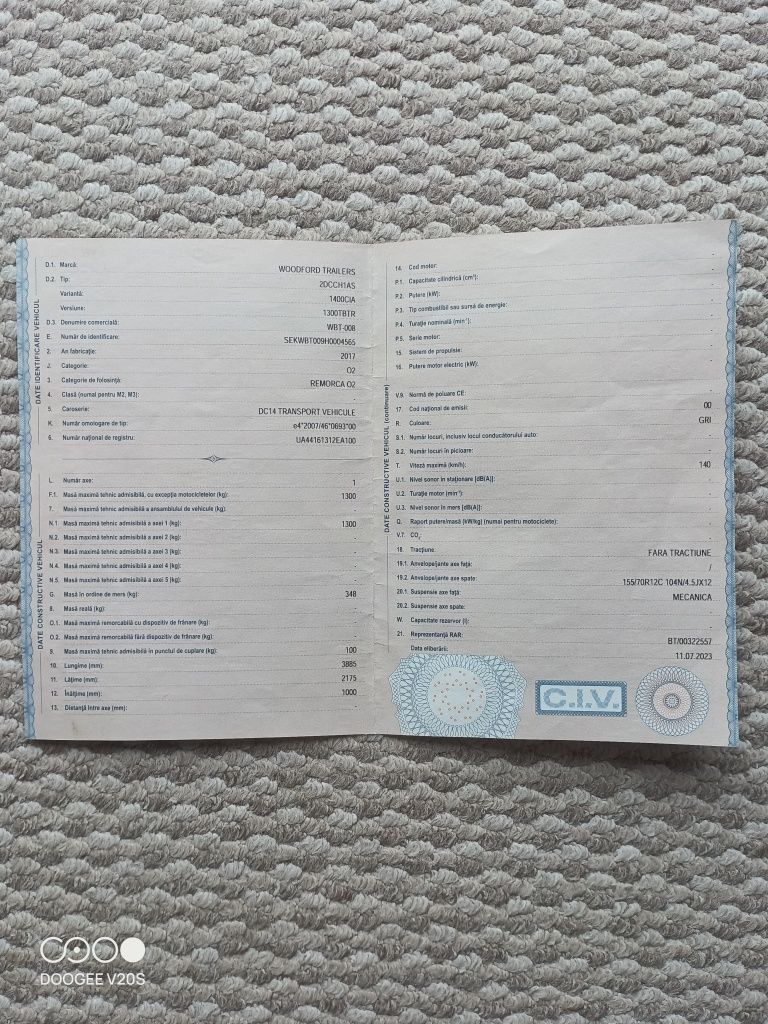 DATE IDENTIFICARE VEHICUL
D.1. Marcă: WOODFORD TRAILERS
D.2. Tip: 2DCCH1AS
Variantă: 1400CIA
Versiune: 1300TBTR
D.3. Denumire comercială: WBT-008
E. Număr de identificare: SEKWBT009H0004565
2. An fabricație: 2017
J. Categorie: O2
3. Categorie de folosință: REMORCA O2
4. Clasă (numai pentru M2, M3): -
5. Caroserie: DC14 TRANSPORT VEHICULE
K. Număr omologare de tip: e4*2007/46*0693*00
6. Număr național de registru: UA44161312EA100
DATE CONSTRUCTIVE VEHICUL
L. Număr axe: 1
F.1. Masă maximă tehnic admisibilă, cu excepția motocicletelor (kg): 1300
7. Masă maximă tehnic admisibilă a ansamblului de vehicule (kg): -
N.1 Masă maximă tehnic admisibilă a axei 1 (kg): 1300
N.2. Masă maximă tehnic admisibilă a axei 2 (kg): -
N.3. Masă maximă tehnic admisibilă a axei 3 (kg): -
N.4. Masă maximă tehnic admisibilă a axei 4 (kg): -
N.5 Masă maximă tehnic admisibilă a axei 5 (kg): -
G. Masă în ordine de mers (kg): 348
8. Masă reală (kg): -
O.1. Masă maximă remorcabilă cu dispozitiv de frânare (kg): -
O.2. Masă maximă remorcabilă fără dispozitiv de frânare (kg): -
9. Masă maximă tehnic admisibilă în punctul de cuplare (kg): 100
10. Lungime (mm): 3885
11. Lățime (mm): 2175
12. Înălțime (mm): 1000
13. Distanță între axe (mm): -
DATE CONSTRUCTIVE VEHICUL (continuare)
14. Cod motor: -
P.1. Capacitate cilindrică (cm³): -
P.2. Putere (kW): -
P.3. Tip combustibil sau sursă de energie: -
P.4. Turație nominală (min⁻¹): -
P.5. Serie motor: -
15. Sistem de propulsie: -
16. Putere motor electric (kW): -
V.9. Normă de poluare CE: -
17. Cod național de emisii: 00
R. Culoare: GRI
S.1. Număr locuri, inclusiv locul conducătorului auto: -
S.2. Număr locuri în picioare: -
T. Viteză maximă (km/h): 140
U.1. Nivel sonor în staționare [dB(A)]: -
U.2. Turație motor (min⁻¹): -
U.3. Nivel sonor în mers [dB(A)]: -
Q. Raport putere/masă (kW/kg) (numai pentru motociclete): -
V.7. CO₂: -
18. Tracțiune: FARA TRACTIUNE
19.1. Anvelope/jante axe față: /
19.2. Anvelope/jante axe spate: 155/70R12C 104N/4.5JX12
20.1. Suspensie axe față: MECANICA
20.2. Suspensie axe spate: -
W. Capacitate rezervor (l): -
21. Reprezentanță RAR: BT/00322557
Data eliberării: 11.07.2023
C.I.V.
DOOGEE V20S